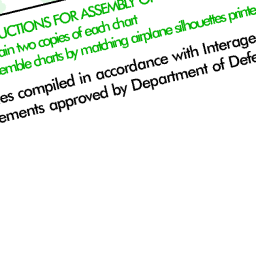 UCTIONS FOR ASSEMBLY O
ain two copies of each chart
emble charts by matching airplane silhouettes printe
es compiled in accordance with Interage
ements approved by Department of Defe